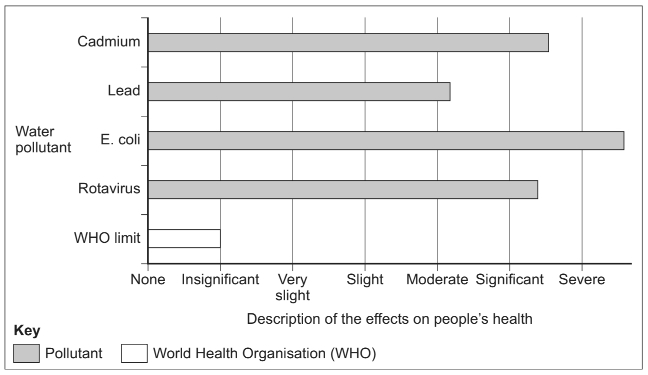 Cadmium
Lead
Water
pollutant
E. coli
Rotavirus
WHO limit
None
Insignificant
Very
slight
Slight
Moderate
Significant
Severe
Description of the effects on people's health
Key
Pollutant
World Health Organisation (WHO)